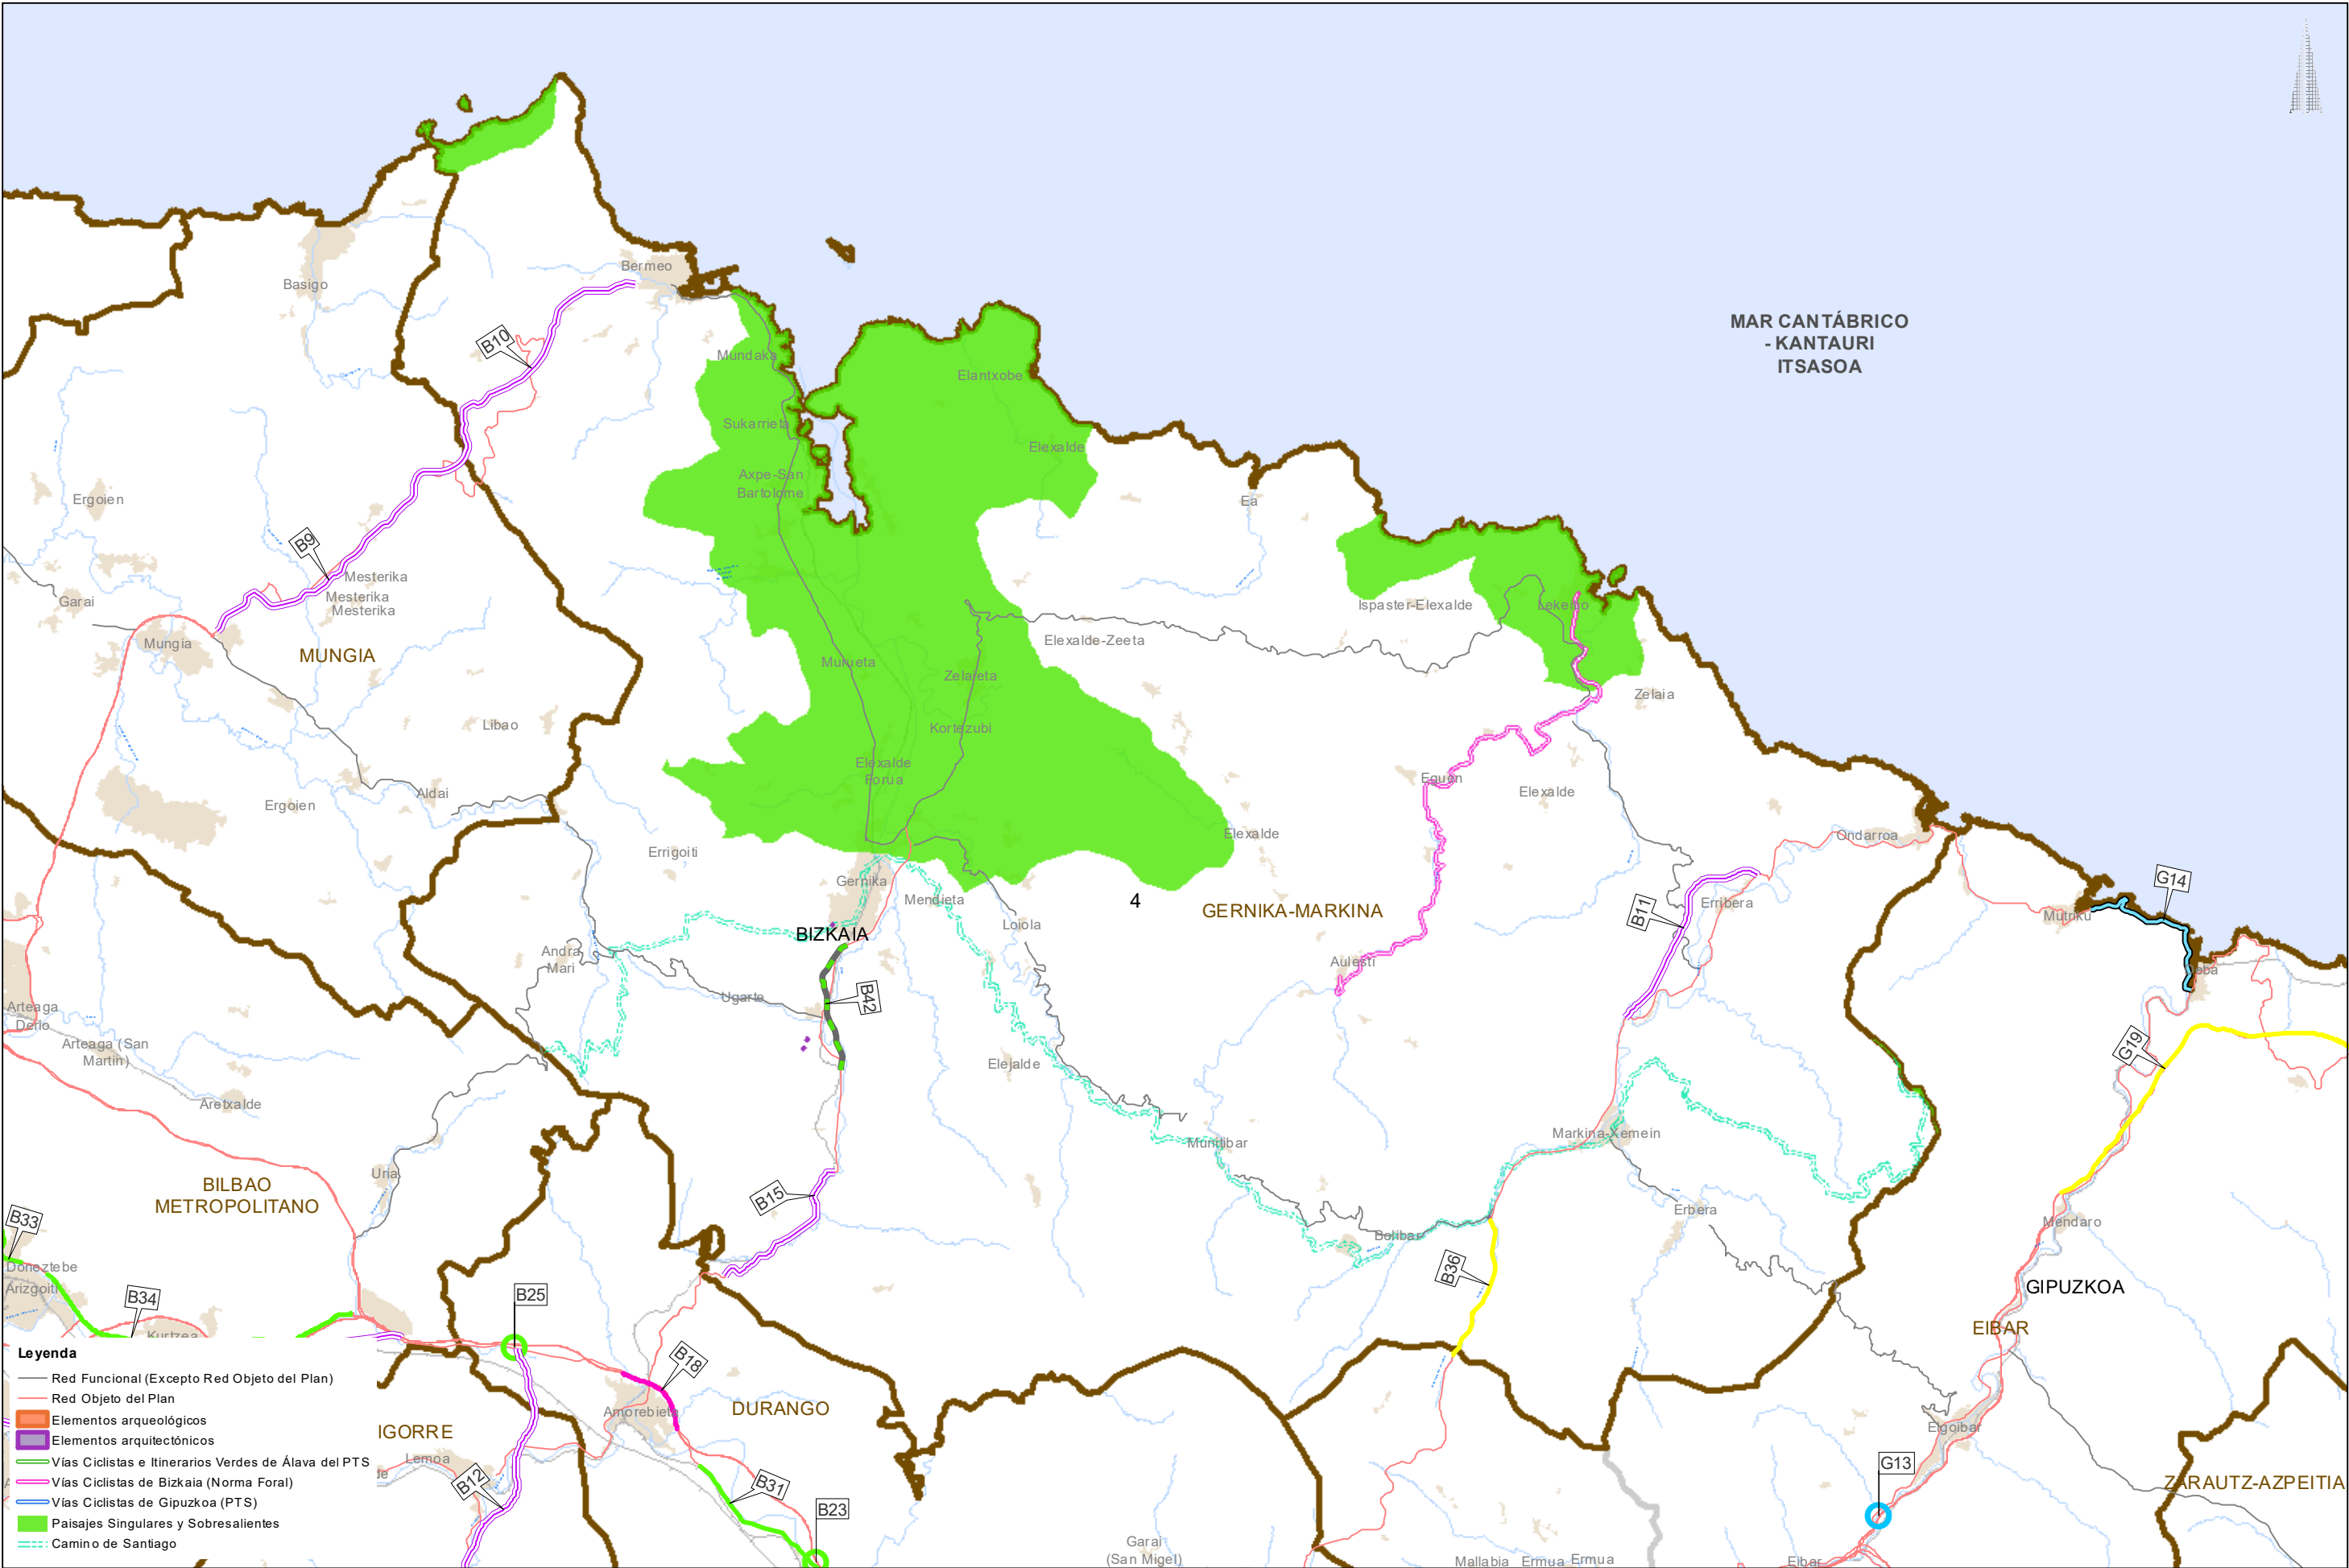 Bermeo
Basigo
MAR CANTÁBRICO
- KANTAURI
ITSASOA
B10
Mundaka
Elantxobe
Sukarrieta
Elexalde
Axpe-San
Bartolome
Ergoien
Ea
B9
Mesterika
Mesterika
Mesterika
Garai
Ispaster-Elexalde
Lekeitio
Mungia
Elexalde-Zeeta
MUNGIA
Murueta
Zelaieta
Zelaia
Libao
Kortezubi
Elexalde
Forua
Eguen
Elexalde
Aldai
Ergoien
Elexalde
Ondarroa
Errigoiti
Gernika
Mendieta
4
GERNIKA-MARKINA
Erribera
G14
Mutriku
B11
Loiola
BIZKAIA
Andra
Mari
Aulesti
Deba
Ugarte
B42
Arteaga
Derio
Arteaga (San
Martin)
Elejalde
G19
Aretxalde
Munitibar
Markina-Xemein
Uria
BILBAO
METROPOLITANO
B15
Erbera
Mendaro
B33
Bolibar
Doneztebe
Arizgoiti
B36
B34
B25
GIPUZKOA
EIBAR
Kurtzea
B18
Amorebieta
DURANGO
IGORRE
Lemoa
B12
B31
B23
Elgoibar
G13
ZARAUTZ-AZPEITIA
Garai
(San Migel)
Mallabia
Ermua
Ermua
Eibar
Leyenda
Red Funcional (Excepto Red Objeto del Plan)
Red Objeto del Plan
Elementos arqueológicos
Elementos arquitectónicos
Vías Ciclistas e Itinerarios Verdes de Álava del PTS
Vías Ciclistas de Bizkaia (Norma Foral)
Vías Ciclistas de Gipuzkoa (PTS)
Paisajes Singulares y Sobresalientes
Camino de Santiago